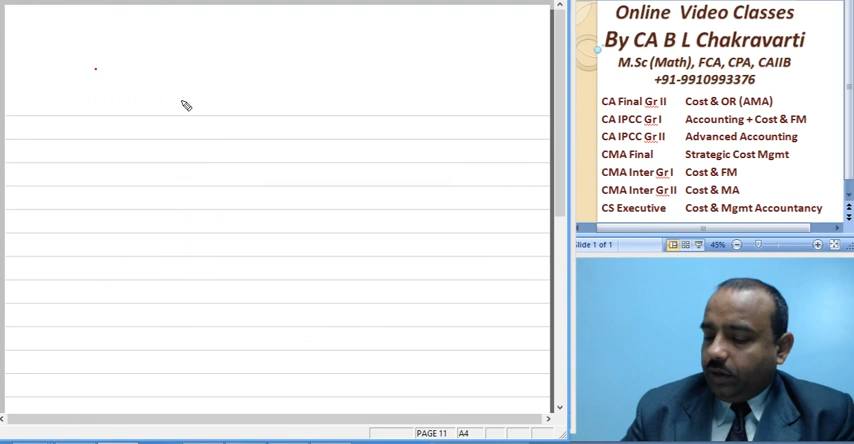 Online Video Classes
By CA B L Chakravarti
M.Sc (Math), FCA, CPA, CAIIB
+91-9910993376
CA Final Gr II Cost & OR (AMA)
CA IPCC Gr I Accounting + Cost & FM
CA IPCC Gr II Advanced Accounting
CMA Final Strategic Cost Mgmt
CMA Inter Gr I Cost & FM
CMA Inter Gr II Cost & MA
CS Executive Cost & Mgmt Accountancy
Slide 1 of 1 45%
PAGE 11 A4